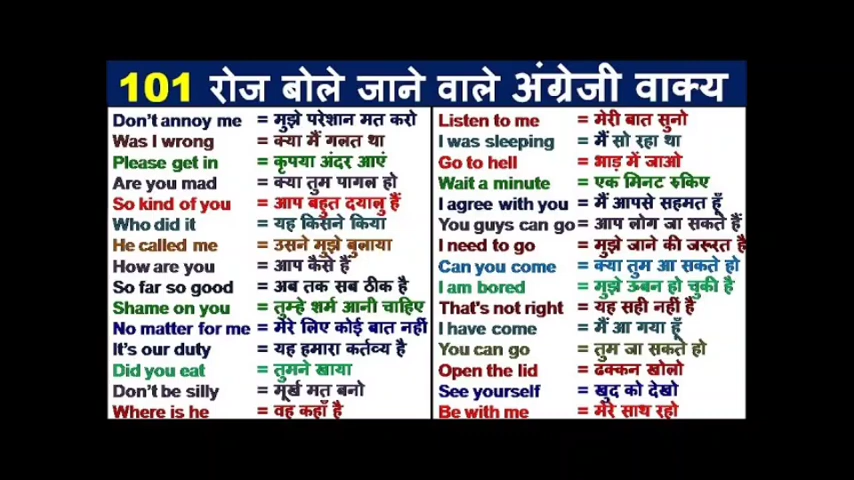 101 रोज बोले जाने वाले अंग्रेजी वाक्य
Don't annoy me = मुझे परेशान मत करो
Was I wrong = क्या मैं गलत था
Please get in = कृपया अंदर आएं
Are you mad = क्या तुम पागल हो
So kind of you = आप बहुत दयालु हैं
Who did it = यह किसने किया
He called me = उसने मुझे बुलाया
How are you = आप कैसे हैं
So far so good = अब तक सब ठीक है
Shame on you = तुम्हे शर्म आनी चाहिए
No matter for me = मेरे लिए कोई बात नहीं
It's our duty = यह हमारा कर्तव्य है
Did you eat = तुमने खाया
Don't be silly = मूर्ख मत बनो
Where is he = वह कहाँ है
Listen to me = मेरी बात सुनो
I was sleeping = मैं सो रहा था
Go to hell = भाड़ में जाओ
Wait a minute = एक मिनट रुकिए
I agree with you = मैं आपसे सहमत हूँ
You guys can go = आप लोग जा सकते हैं
I need to go = मुझे जाने की जरूरत है
Can you come = क्या तुम आ सकते हो
I am bored = मुझे ऊबन हो चुकी है
That's not right = यह सही नहीं है
I have come = मैं आ गया हूँ
You can go = तुम जा सकते हो
Open the lid = ढक्कन खोलो
See yourself = खुद को देखो
Be with me = मेरे साथ रहो